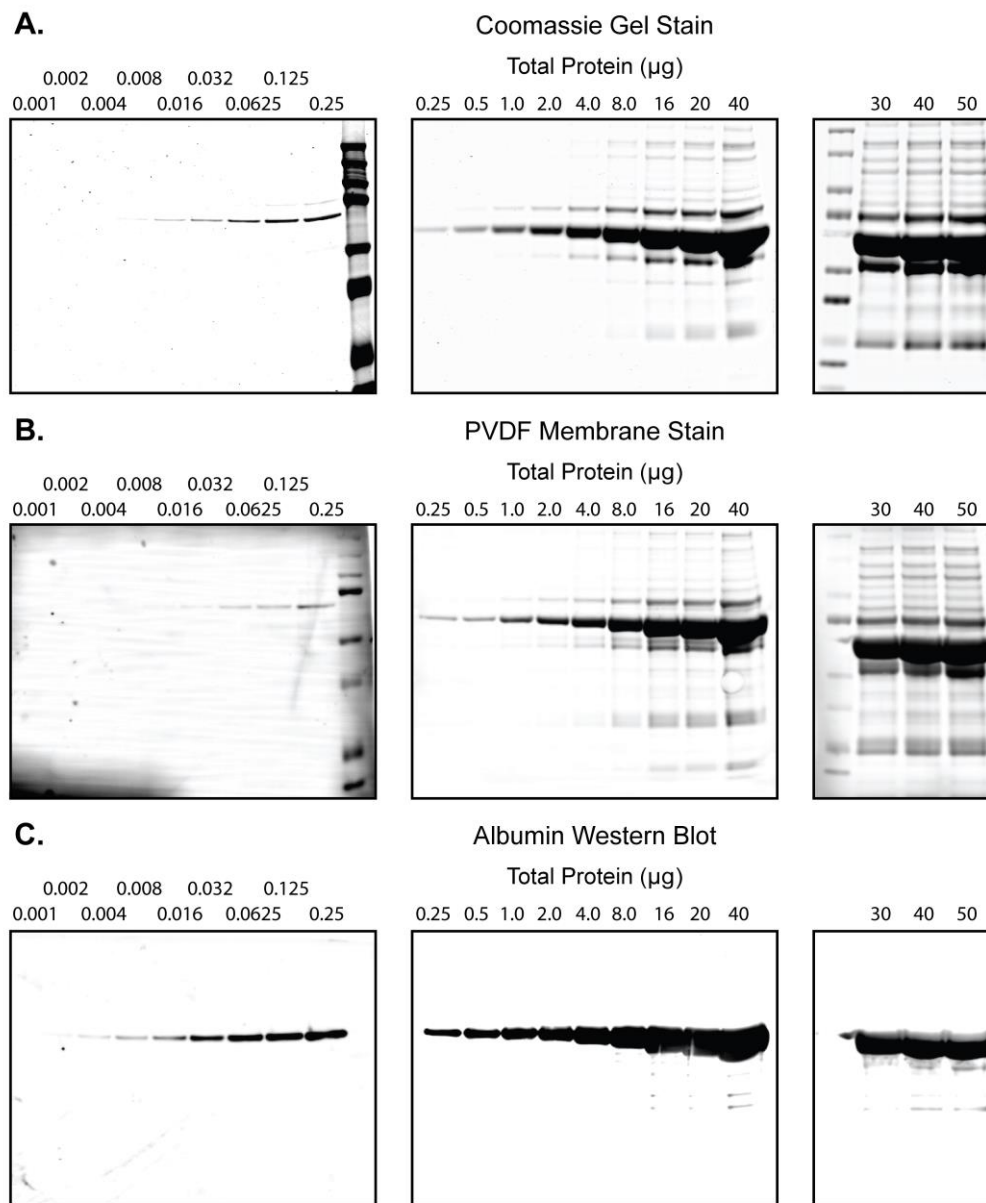 A.
Coomassie Gel Stain
Total Protein (µg)
0.002 0.008 0.032 0.125
0.001 0.004 0.016 0.0625 0.25
0.25 0.5 1.0 2.0 4.0 8.0 16 20 40
30 40 50
B.
PVDF Membrane Stain
Total Protein (µg)
0.002 0.008 0.032 0.125
0.001 0.004 0.016 0.0625 0.25
0.25 0.5 1.0 2.0 4.0 8.0 16 20 40
30 40 50
C.
Albumin Western Blot
Total Protein (µg)
0.002 0.008 0.032 0.125
0.001 0.004 0.016 0.0625 0.25
0.25 0.5 1.0 2.0 4.0 8.0 16 20 40
30 40 50